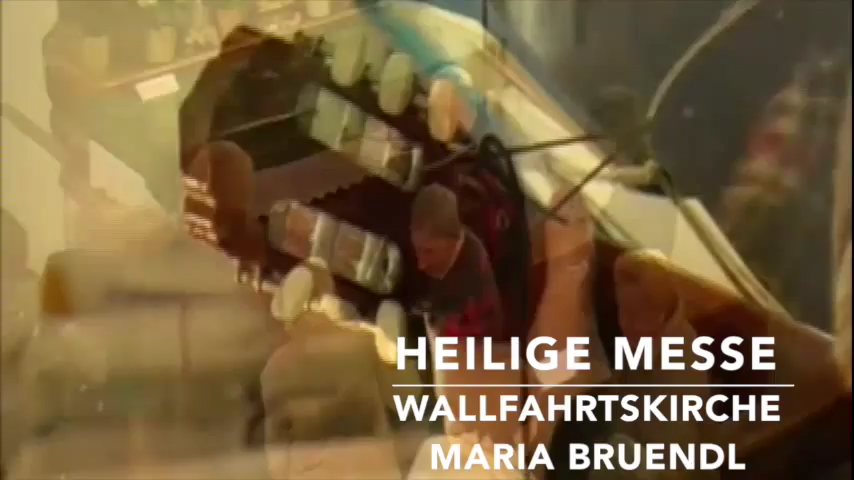 HEILIGE MESSE
WALLFAHRTSKIRCHE
MARIA BRUENDL